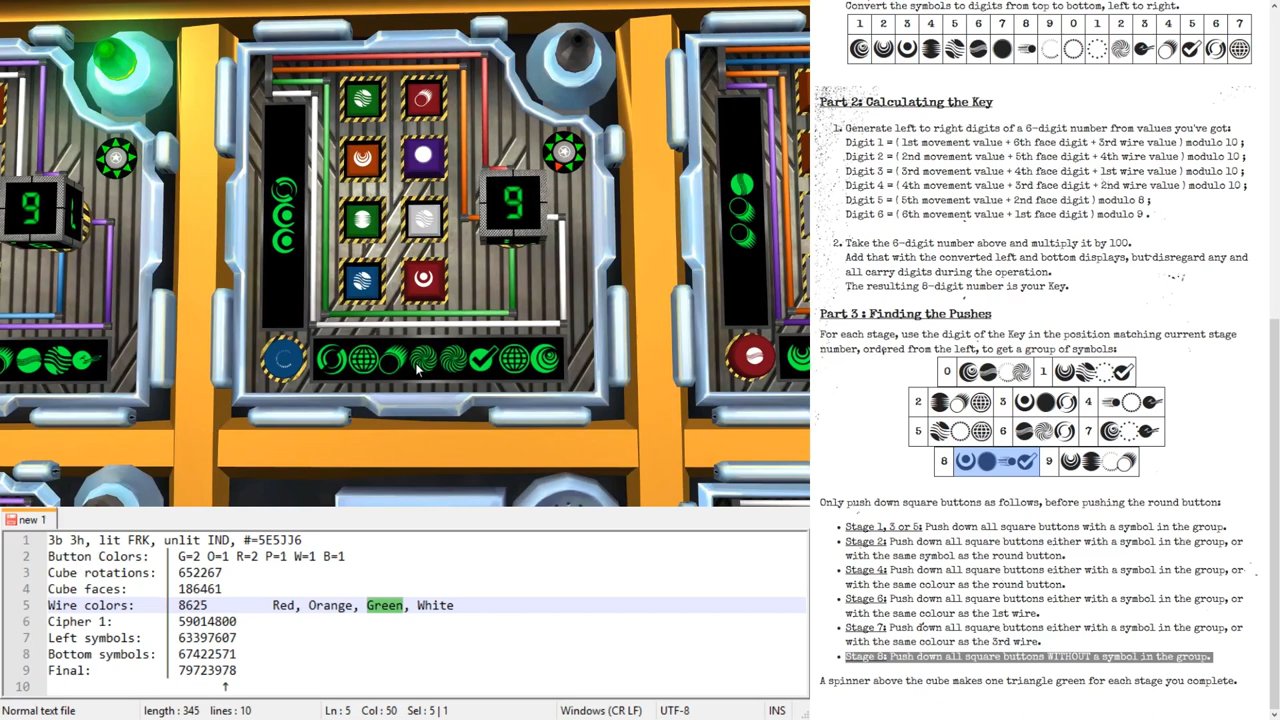 Convert the symbols to digits from top to bottom, left to right.
1 2 3 4 5 6 7 8 9 0 1 2 3 4 5 6 7
Part 2: Calculating the Key
1. Generate left to right digits of a 6-digit number from values you've got:
Digit 1 = ( 1st movement value + 6th face digit + 3rd wire value ) modulo 10 ;
Digit 2 = (2nd movement value + 5th face digit + 4th wire value ) modulo 10 ;
Digit 3 = (3rd movement value + 4th face digit + 1st wire value ) modulo 10 ;
Digit 4 = (4th movement value + 3rd face digit + 2nd wire value ) modulo 10 ;
Digit 5 = (5th movement value + 2nd face digit ) modulo 8 ;
Digit 6 = (6th movement value + 1st face digit ) modulo 9 .
2. Take the 6-digit number above and multiply it by 100.
Add that with the converted left and bottom displays, but disregard any and
all carry digits during the operation.
The resulting 8-digit number is your Key.
Part 3 : Finding the Pushes
For each stage, use the digit of the Key in the position matching current stage
number, ordered from the left, to get a group of symbols:
0 1
2 3 4
5 6 7
8 9
Only push down square buttons as follows, before pushing the round button:
• Stage 1, 3 or 5: Push down all square buttons with a symbol in the group.
• Stage 2: Push down all square buttons either with a symbol in the group, or
with the same symbol as the round button.
• Stage 4: Push down all square buttons either with a symbol in the group, or
with the same colour as the round button.
• Stage 6: Push down all square buttons either with a symbol in the group, or
with the same colour as the 1st wire.
• Stage 7: Push down all square buttons either with a symbol in the group, or
with the same colour as the 3rd wire.
• Stage 8: Push down all square buttons WITHOUT a symbol in the group.
A spinner above the cube makes one triangle green for each stage you complete.
9
9
new 1
1 3b 3h, lit FRK, unlit IND, #=5E5JJ6
2 Button Colors: | G=2 O=1 R=2 P=1 W=1 B=1
3 Cube rotations: | 652267
4 Cube faces: | 186461
5 Wire colors: | 8625 Red, Orange, Green, White
6 Cipher 1: | 59014800
7 Left symbols: | 63397607
8 Bottom symbols: | 67422571
9 Final: | 79723978
10 ↑
Normal text file length : 345 lines : 10 Ln : 5 Col : 50 Sel : 5 | 1 Windows (CR LF) UTF-8 INS